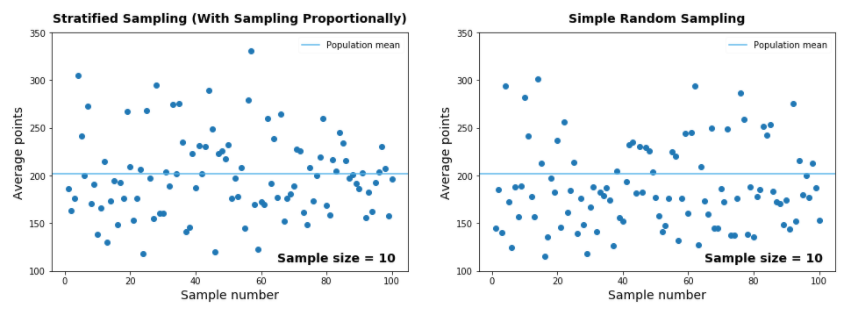 Stratified Sampling (With Sampling Proportionally)
350
300
250
200
150
100
Average points
Population mean
Sample size = 10
0 20 40 60 80 100
Sample number
Simple Random Sampling
350
300
250
200
150
100
Average points
Population mean
Sample size = 10
0 20 40 60 80 100
Sample number